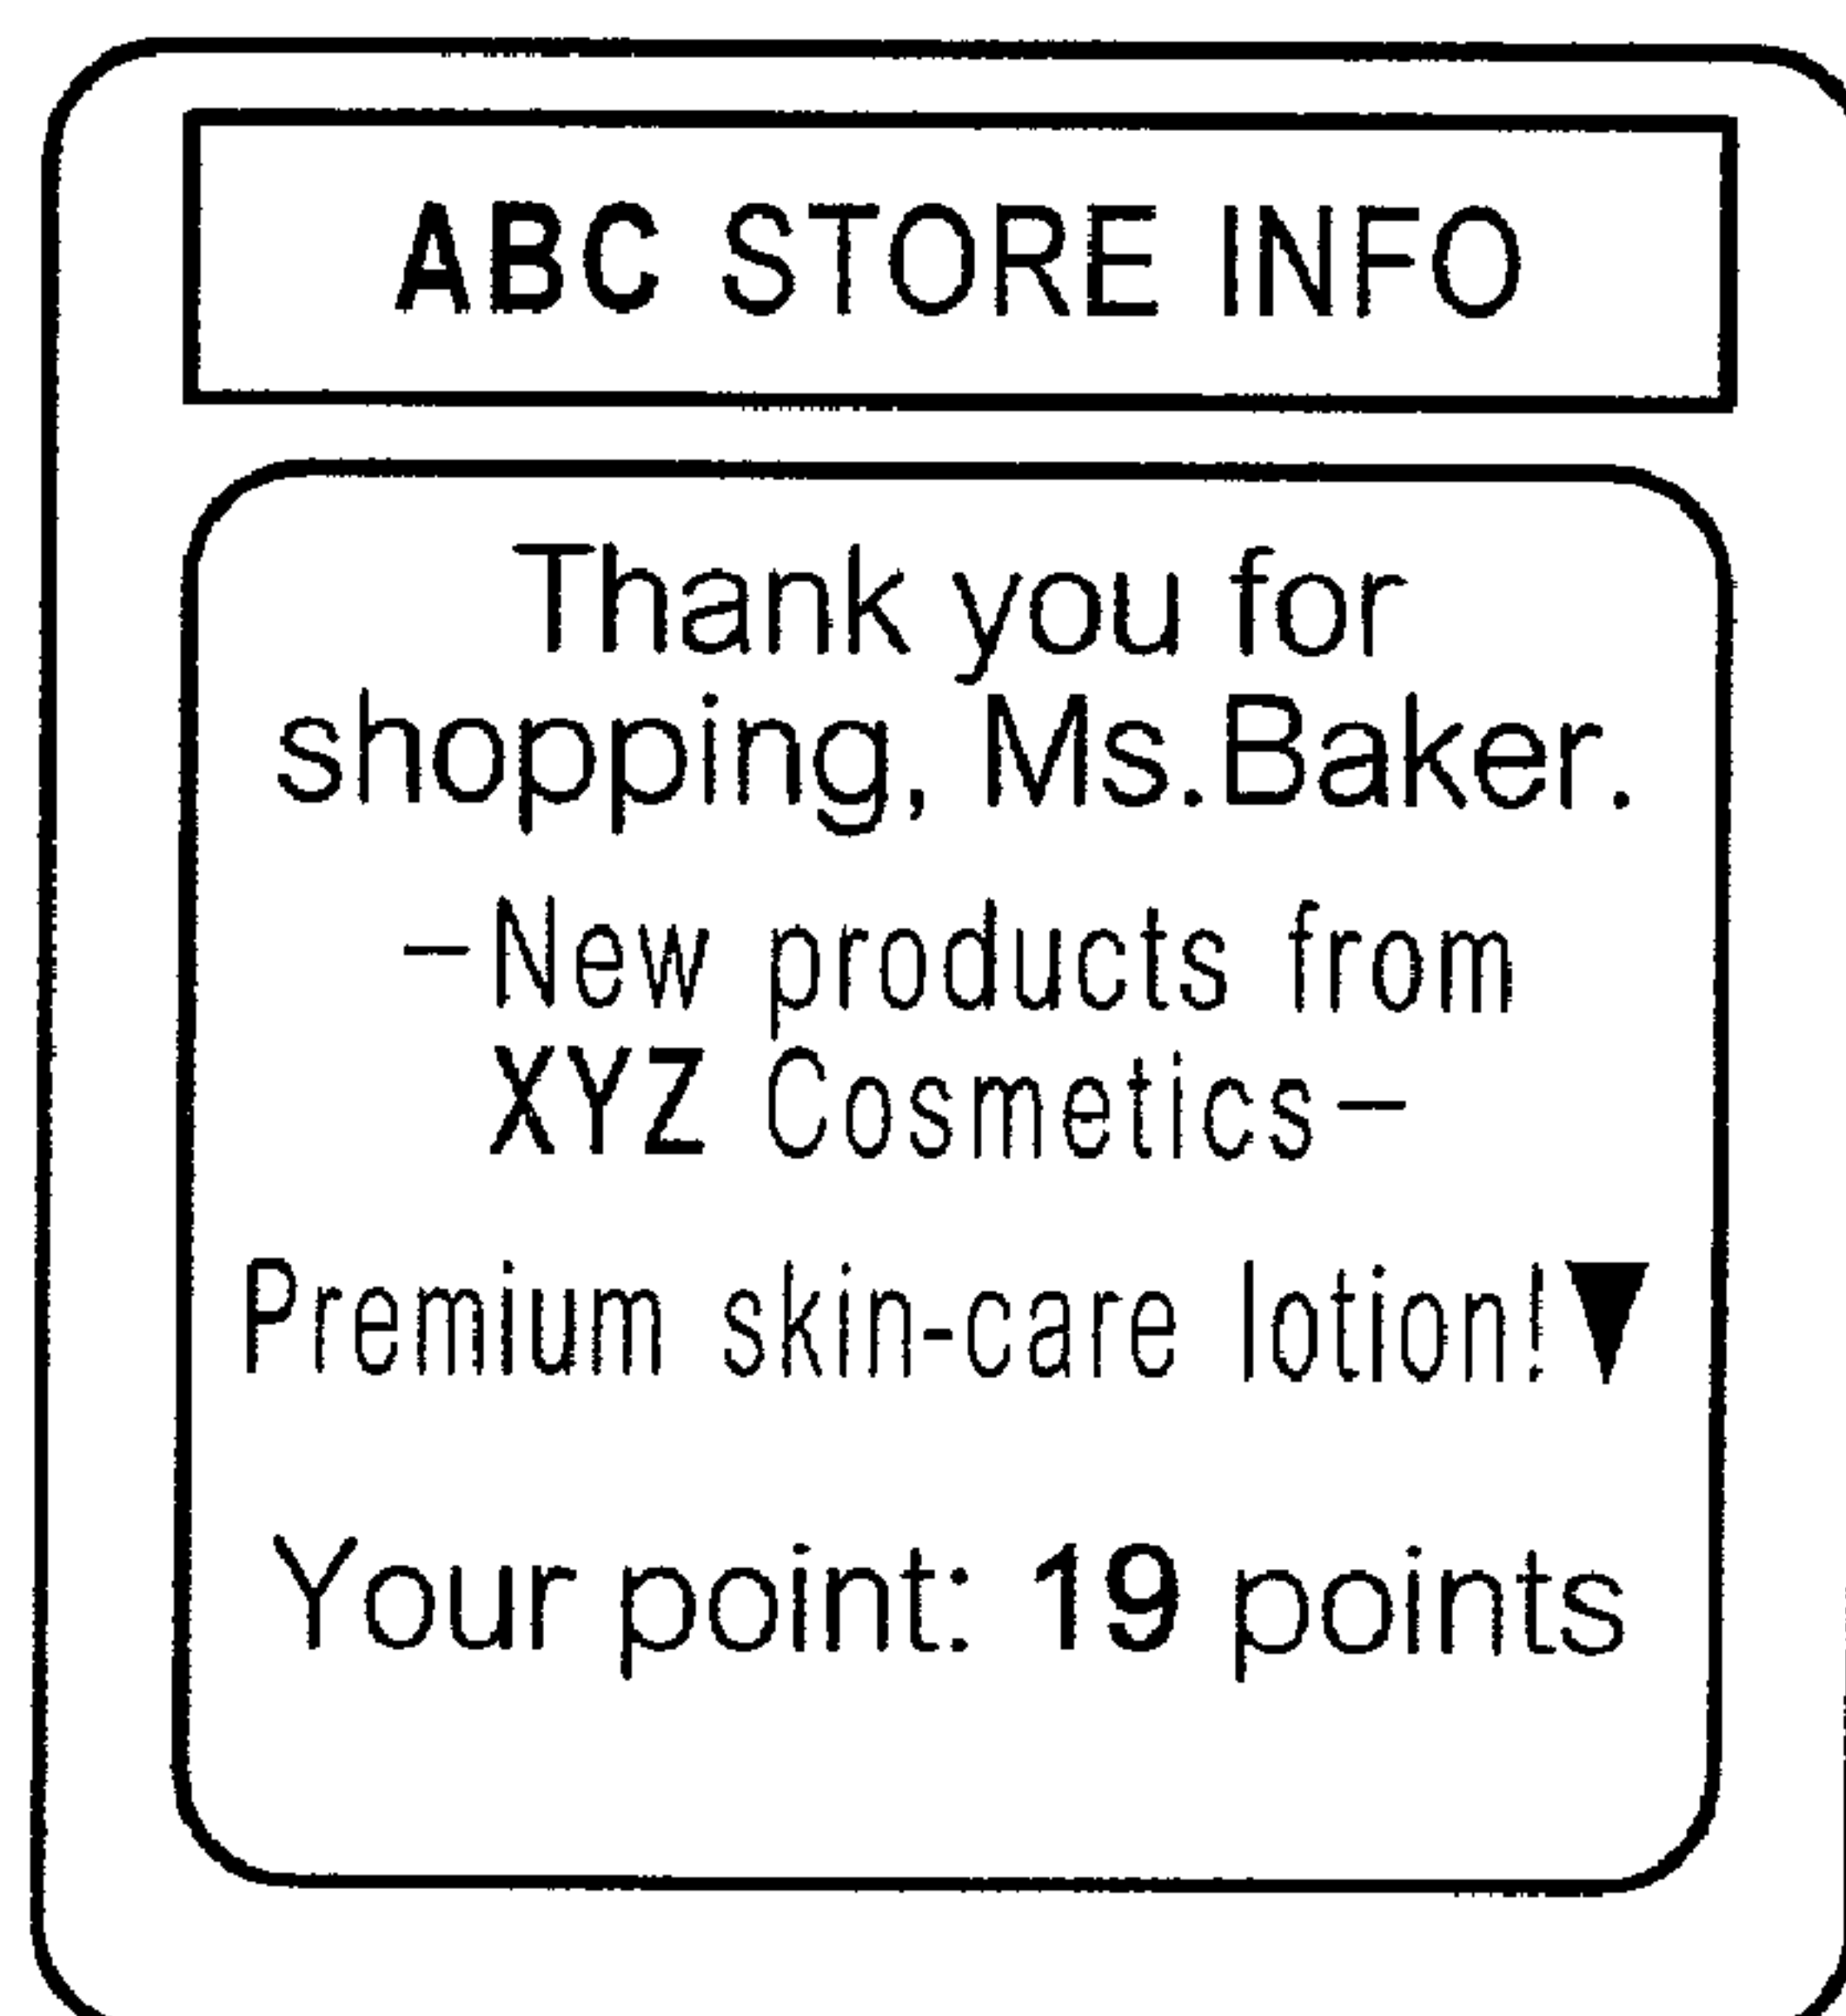 ABC STORE INFO
Thank you for
shopping, Ms.Baker.
—New products from
XYZ Cosmetics—
Premium skin-care lotion!▼
Your point: 19 points